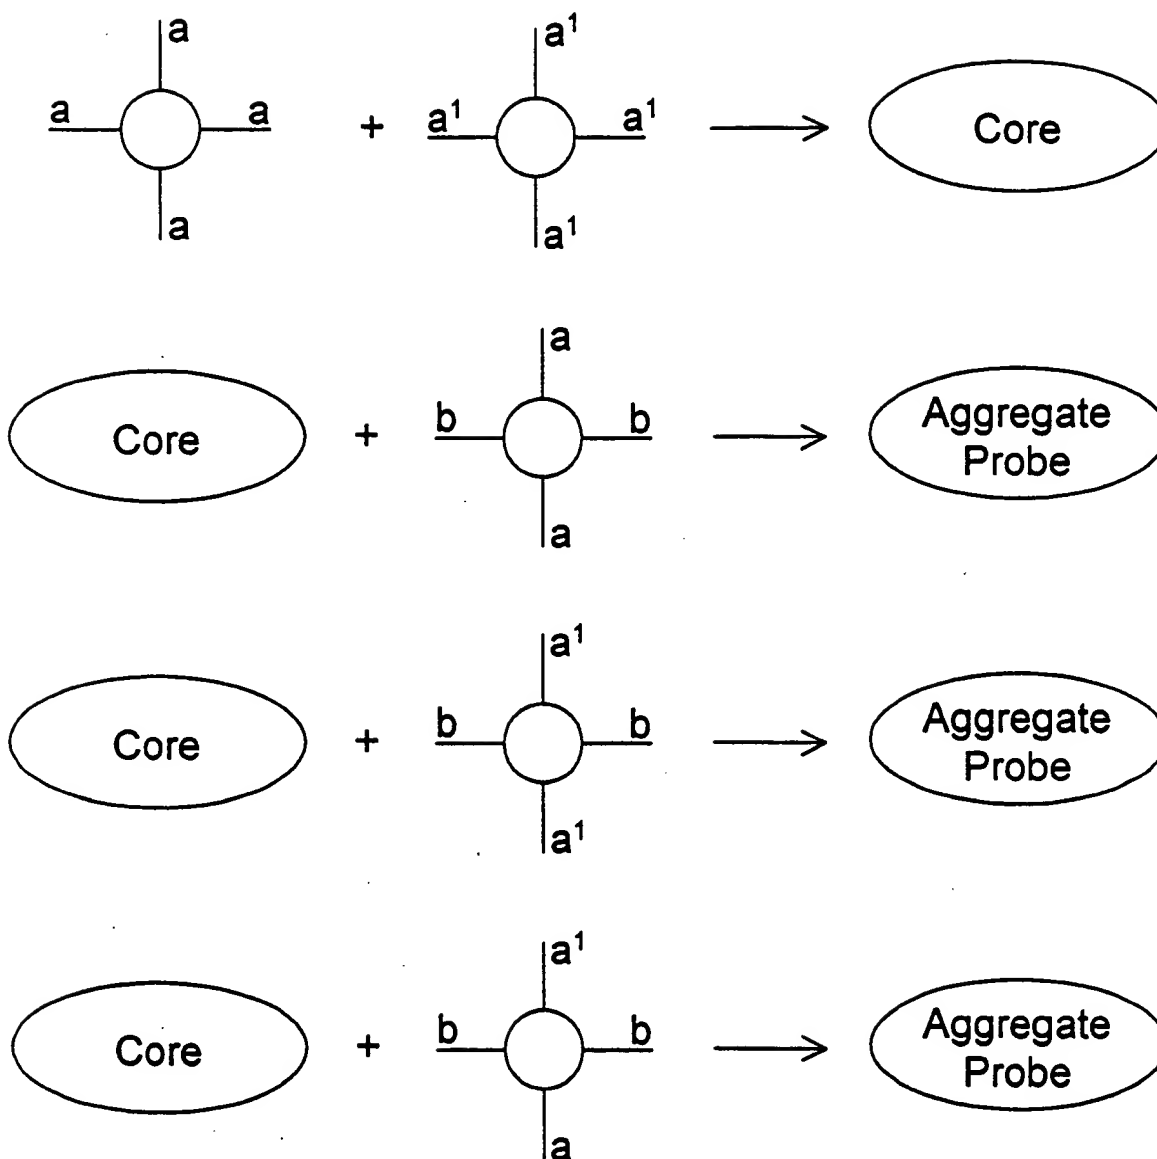 a
a a
a
+
a¹
a¹ a¹
a¹
Core
Core
+
a
b b
a
Aggregate
Probe
Core
+
a¹
b b
a¹
Aggregate
Probe
Core
+
a¹
b b
a
Aggregate
Probe